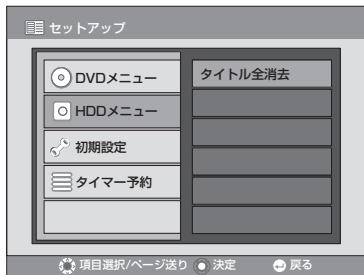 セットアップ
DVDメニュー
HDDメニュー
初期設定
タイマー予約
タイトル全消去
項目選択/ページ送り 決定 戻る